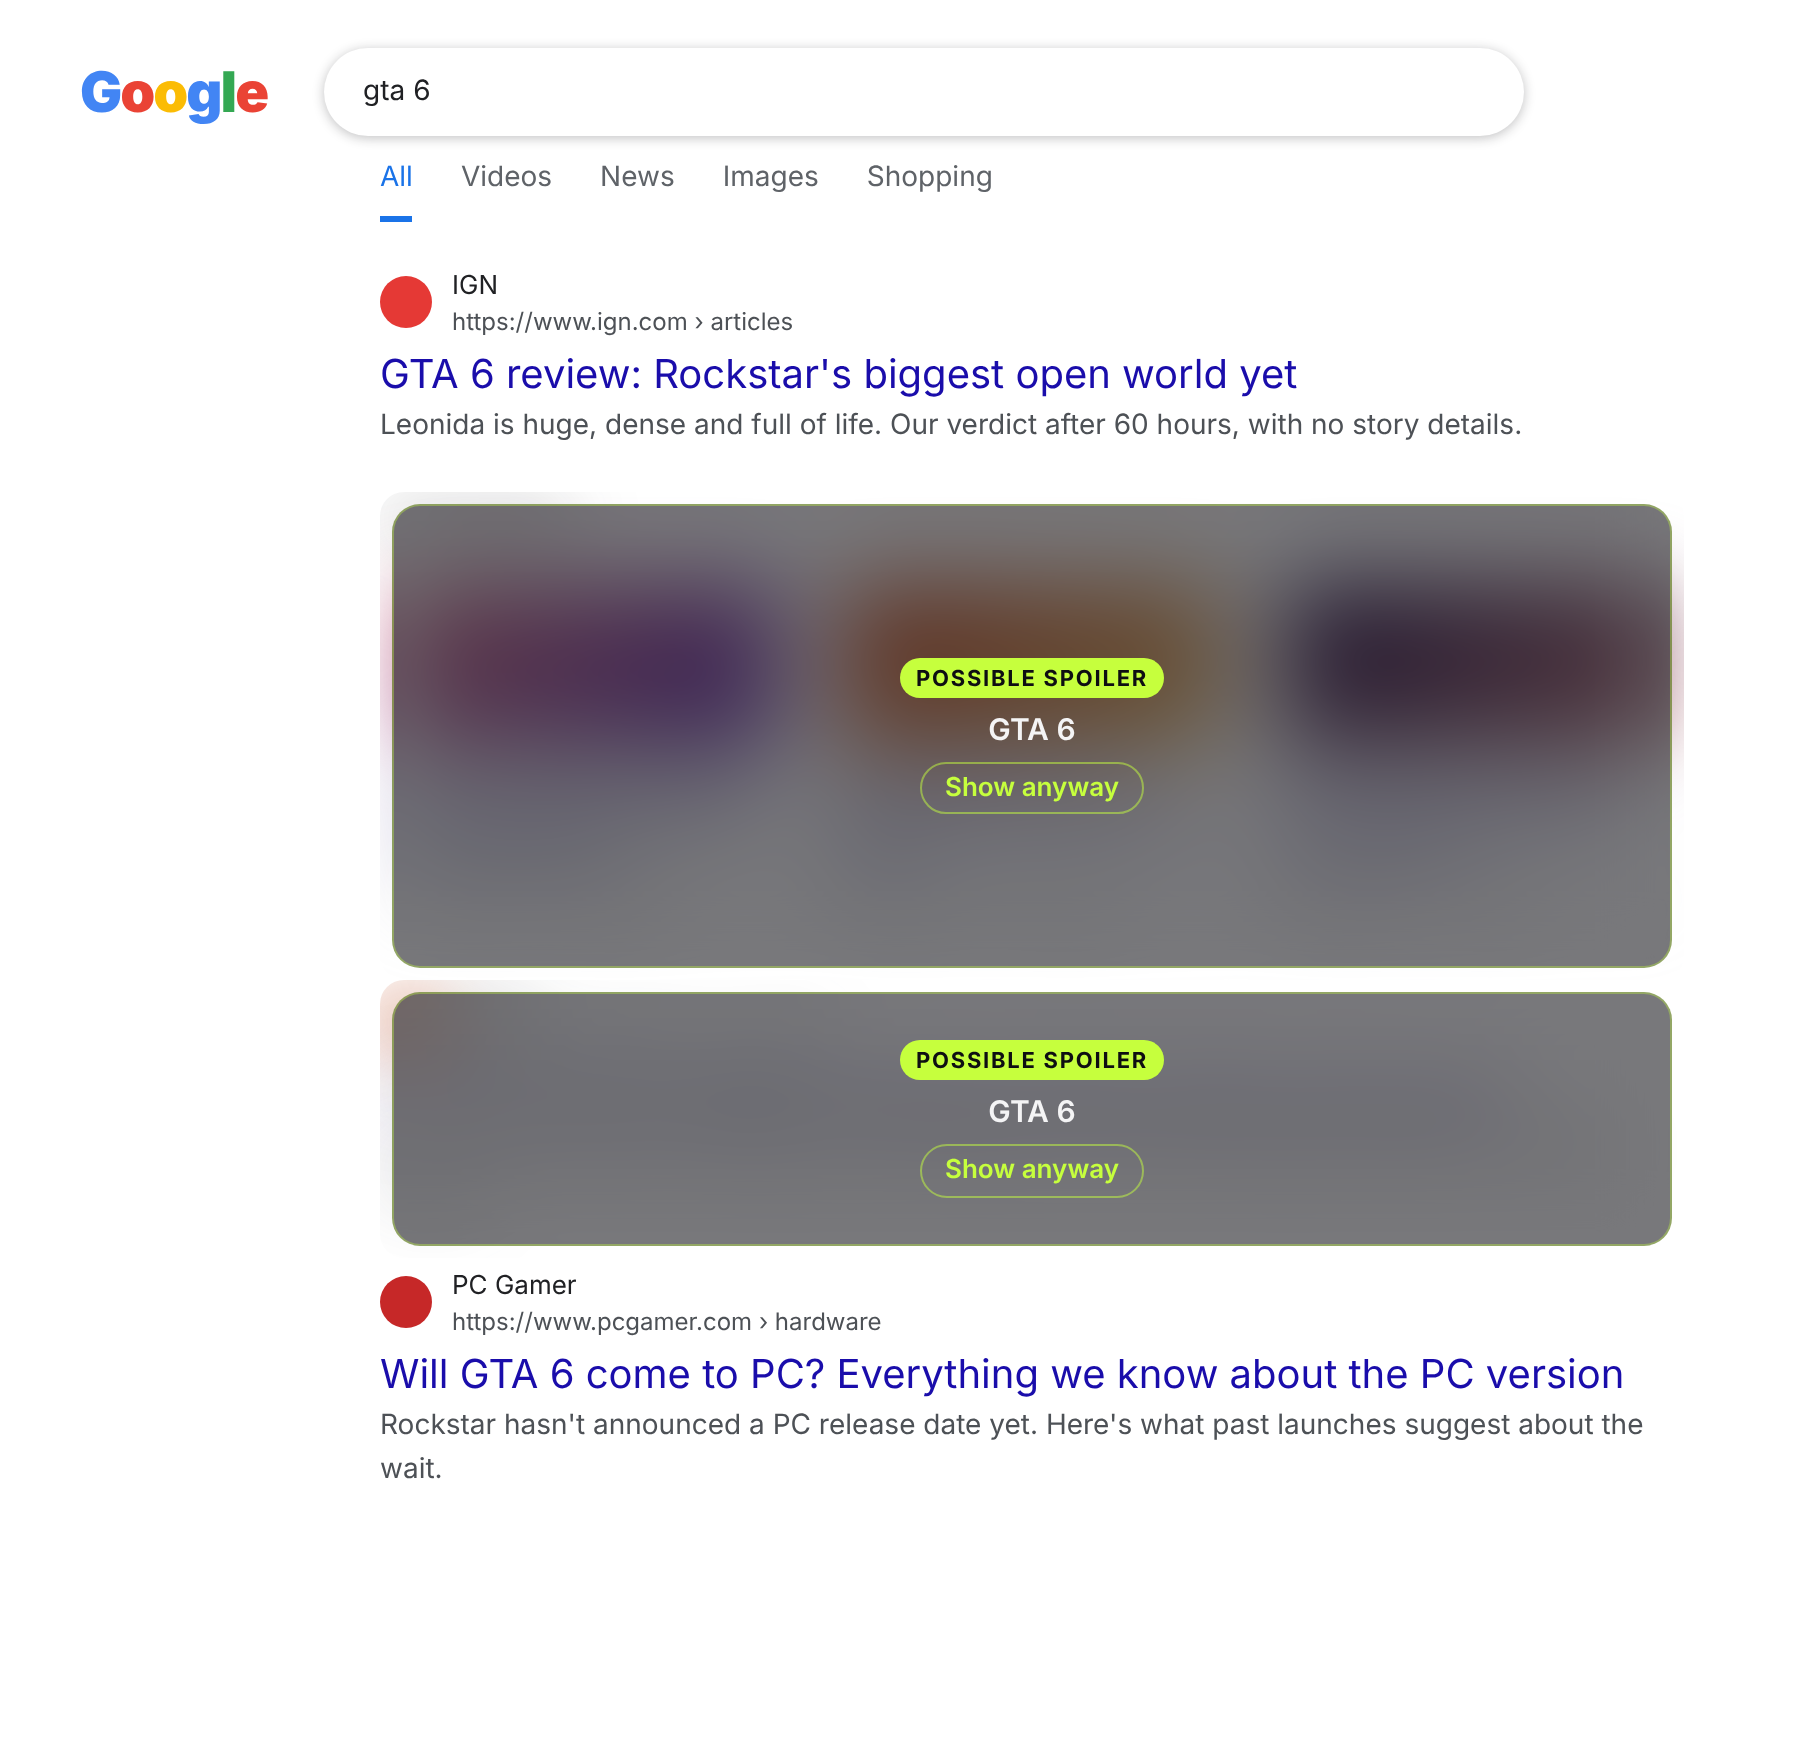 Google
gta 6
All Videos News Images Shopping
IGN
https://www.ign.com › articles
GTA 6 review: Rockstar's biggest open world yet
Leonida is huge, dense and full of life. Our verdict after 60 hours, with no story details.
POSSIBLE SPOILER
GTA 6
Show anyway
POSSIBLE SPOILER
GTA 6
Show anyway
PC Gamer
https://www.pcgamer.com › hardware
Will GTA 6 come to PC? Everything we know about the PC version
Rockstar hasn't announced a PC release date yet. Here's what past launches suggest about the
wait.